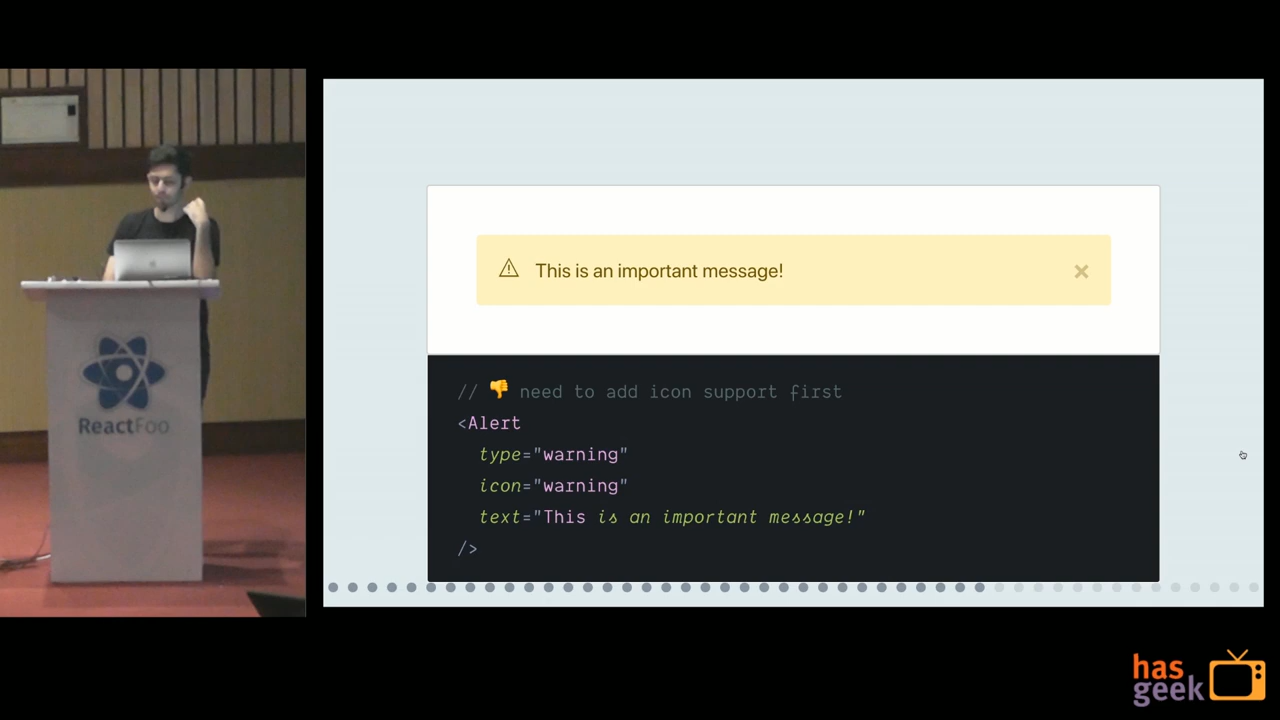 ReactFoo
This is an important message!
// 👎 need to add icon support first
<Alert
type="warning"
icon="warning"
text="This is an important message!"
/>
has
geek